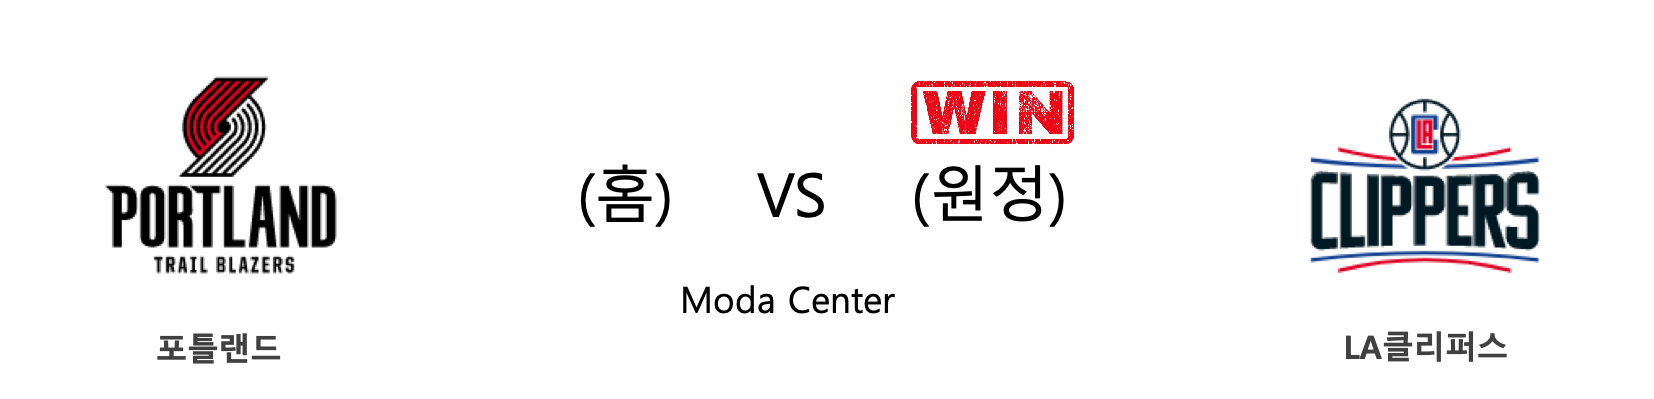 WIN
PORTLAND
TRAIL BLAZERS
(홈) VS (원정)
LA
CLIPPERS
Moda Center
포틀랜드
LA클리퍼스